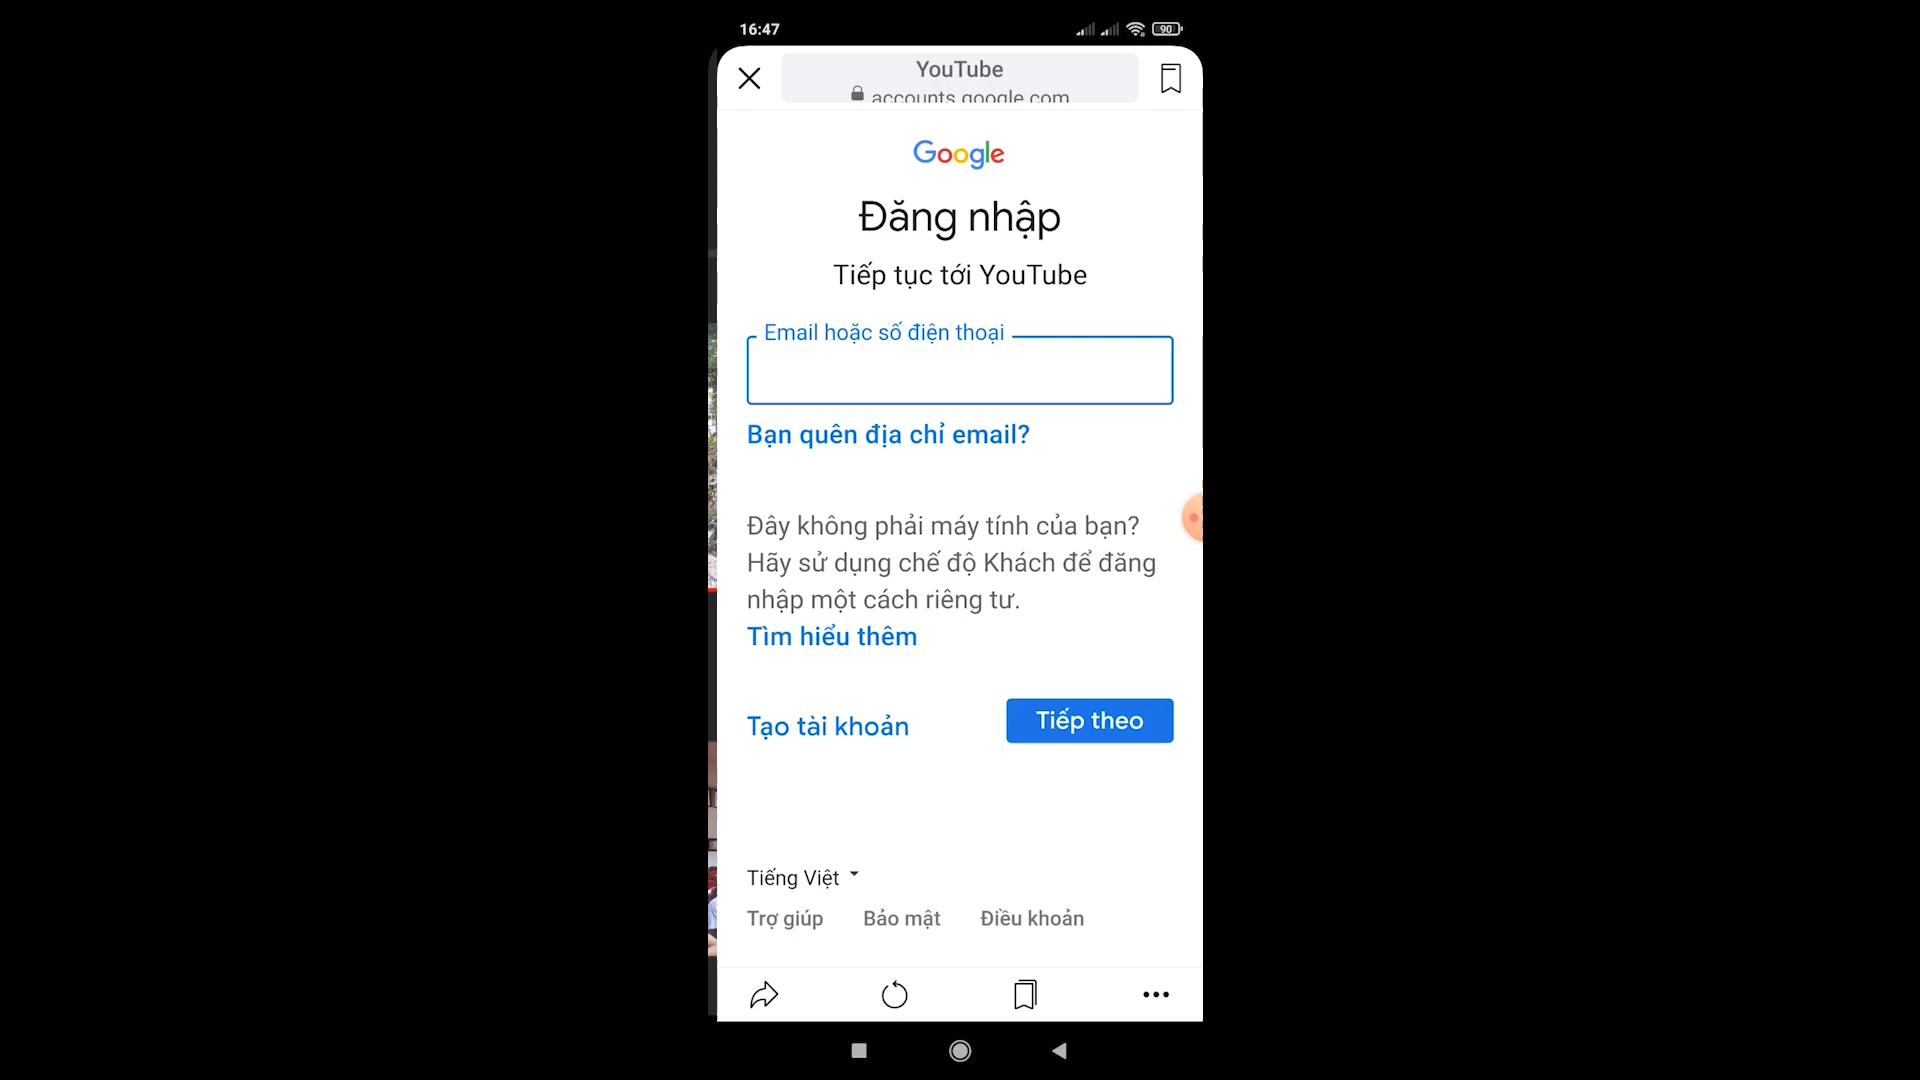 16:47
90
YouTube
accounts.google.com
Google
Đăng nhập
Tiếp tục tới YouTube
Email hoặc số điện thoại
Bạn quên địa chỉ email?
Đây không phải máy tính của bạn?
Hãy sử dụng chế độ Khách để đăng
nhập một cách riêng tư.
Tìm hiểu thêm
Tạo tài khoản
Tiếp theo
Tiếng Việt
Trợ giúp Bảo mật Điều khoản